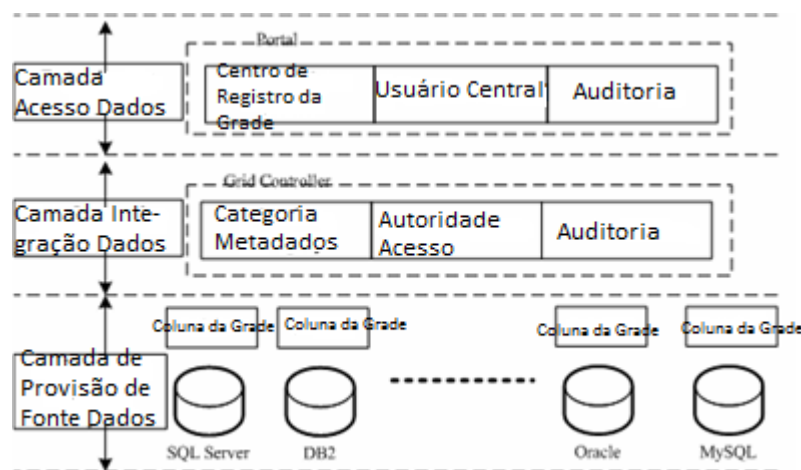 Portal
Camada
Acesso Dados
Centro de
Registro da
Grade
Usuário Central
Auditoria
Grid Controller
Camada Inte-
gração Dados
Categoria
Metadados
Autoridade
Acesso
Auditoria
Coluna da Grade
Coluna da Grade
Coluna da Grade
Coluna da Grade
Camada de
Provisão de
Fonte Dados
SQL Server
DB2
Oracle
MySQL